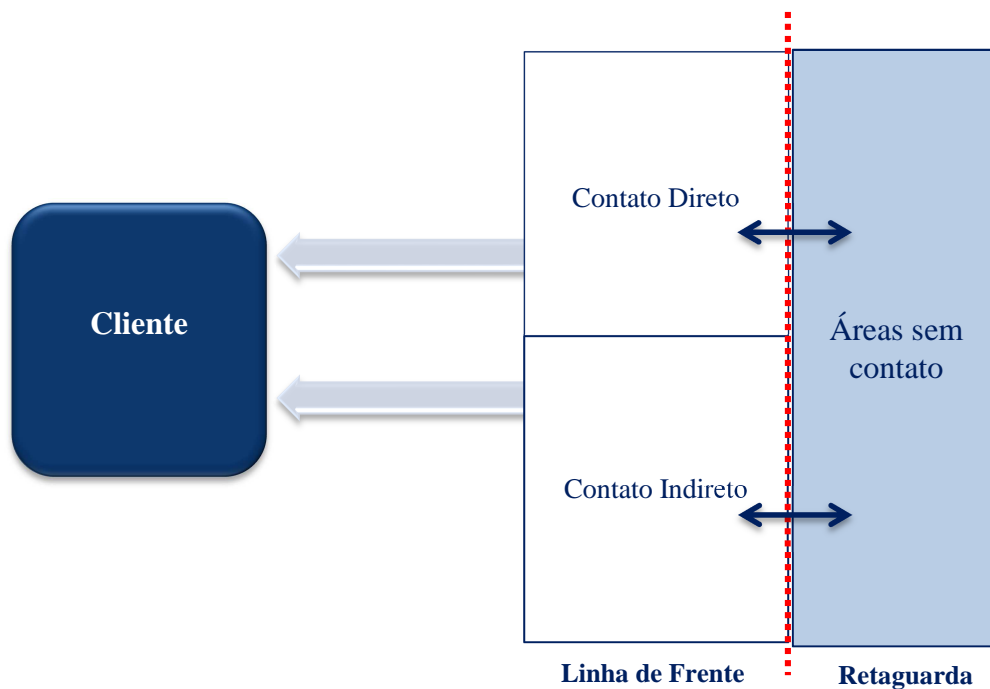 Cliente
Contato Direto
Contato Indireto
Áreas sem
contato
Linha de Frente
Retaguarda